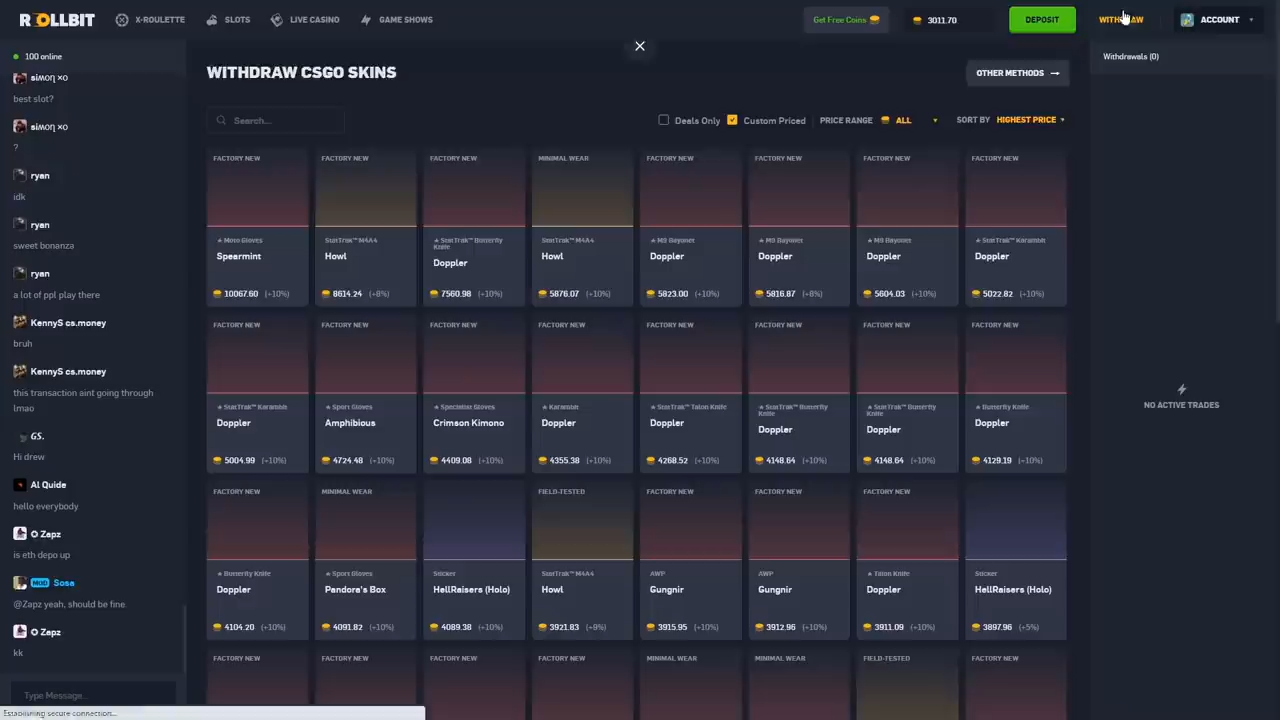 ROLLBIT
X-ROULETTE
SLOTS
LIVE CASINO
GAME SHOWS
Get Free Coins
3011.70
DEPOSIT
WITHDRAW
ACCOUNT
100 online
simon xo
best slot?
simon xo
?
ryan
idk
ryan
sweet bonanza
ryan
a lot of ppl play there
KennyS cs.money
bruh
KennyS cs.money
this transaction aint going through
lmao
GS.
Hi drew
Al Quide
hello everybody
O Zapz
is eth depo up
MOD Sosa
@Zapz yeah, should be fine
O Zapz
kk
Type Message...
Establishing secure connection...
WITHDRAW CSGO SKINS
OTHER METHODS →
Search...
Deals Only
Custom Priced
PRICE RANGE
ALL
SORT BY
HIGHEST PRICE
FACTORY NEW
★ Moto Gloves
Spearmint
10067.60 (+10%)
FACTORY NEW
StatTrak™ M4A4
Howl
8614.24 (+8%)
FACTORY NEW
★ StatTrak™ Butterfly
Knife
Doppler
7560.98 (+10%)
MINIMAL WEAR
StatTrak™ M4A4
Howl
5876.07 (+10%)
FACTORY NEW
★ M9 Bayonet
Doppler
5823.00 (+10%)
FACTORY NEW
★ M9 Bayonet
Doppler
5816.87 (+8%)
FACTORY NEW
★ M9 Bayonet
Doppler
5604.03 (+10%)
FACTORY NEW
★ StatTrak™ Karambit
Doppler
5022.82 (+10%)
FACTORY NEW
★ StatTrak™ Karambit
Doppler
5004.99 (+10%)
FACTORY NEW
★ Sport Gloves
Amphibious
4724.48 (+10%)
FACTORY NEW
★ Specialist Gloves
Crimson Kimono
4409.08 (+10%)
FACTORY NEW
★ Karambit
Doppler
4355.38 (+10%)
FACTORY NEW
★ StatTrak™ Talon Knife
Doppler
4268.52 (+10%)
FACTORY NEW
★ StatTrak™ Butterfly
Knife
Doppler
4148.64 (+10%)
FACTORY NEW
★ StatTrak™ Butterfly
Knife
Doppler
4148.64 (+10%)
FACTORY NEW
★ Butterfly Knife
Doppler
4129.19 (+10%)
FACTORY NEW
★ Butterfly Knife
Doppler
4104.20 (+10%)
MINIMAL WEAR
★ Sport Gloves
Pandora's Box
4091.82 (+10%)
Sticker
HellRaisers (Holo)
4089.38 (+10%)
FIELD-TESTED
StatTrak™ M4A4
Howl
3921.83 (+9%)
FACTORY NEW
AWP
Gungnir
3915.95 (+10%)
FACTORY NEW
AWP
Gungnir
3912.96 (+10%)
FACTORY NEW
★ Talon Knife
Doppler
3911.09 (+10%)
Sticker
HellRaisers (Holo)
3897.96 (+5%)
FACTORY NEW
FACTORY NEW
FACTORY NEW
FACTORY NEW
MINIMAL WEAR
MINIMAL WEAR
FIELD-TESTED
FACTORY NEW
Withdrawals (0)
NO ACTIVE TRADES